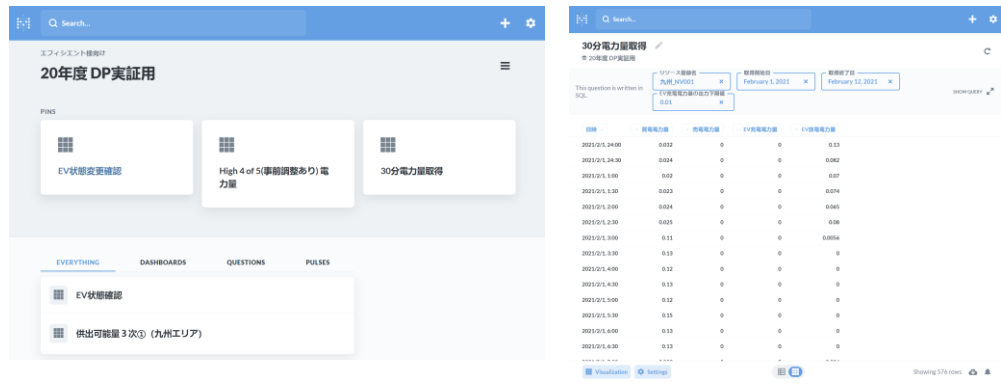 Search...
エフィシエント様向け
20年度 DP実証用
PINS
EV状態変更確認
High 4 of 5(事前調整あり) 電
力量
30分電力量取得
EVERYTHING DASHBOARDS QUESTIONS PULSES
EV状態確認
供出可能量３次①（九州エリア）
Search...
30分電力量取得
20年度 DP実証用
This question is written in
SQL.
リソース登録名
九州_NV001
取得開始日
February 1, 2021
取得終了日
February 12, 2021
EV充電電力量の出力下限値
0.01
SHOW QUERY
日時 買電電力量 売電電力量 EV充電電力量 EV放電電力量
2021/2/1, 24:00 0.032 0 0 0.13
2021/2/1, 24:30 0.024 0 0 0.082
2021/2/1, 1:00 0.02 0 0 0.07
2021/2/1, 1:30 0.023 0 0 0.074
2021/2/1, 2:00 0.024 0 0 0.065
2021/2/1, 2:30 0.025 0 0 0.08
2021/2/1, 3:00 0.11 0 0 0.0056
2021/2/1, 3:30 0.13 0 0 0
2021/2/1, 4:00 0.12 0 0 0
2021/2/1, 4:30 0.13 0 0 0
2021/2/1, 5:00 0.12 0 0 0
2021/2/1, 5:30 0.15 0 0 0
2021/2/1, 6:00 0.13 0 0 0
2021/2/1, 6:30 0.13 0 0 0
Visualisation Settings Showing 576 rows